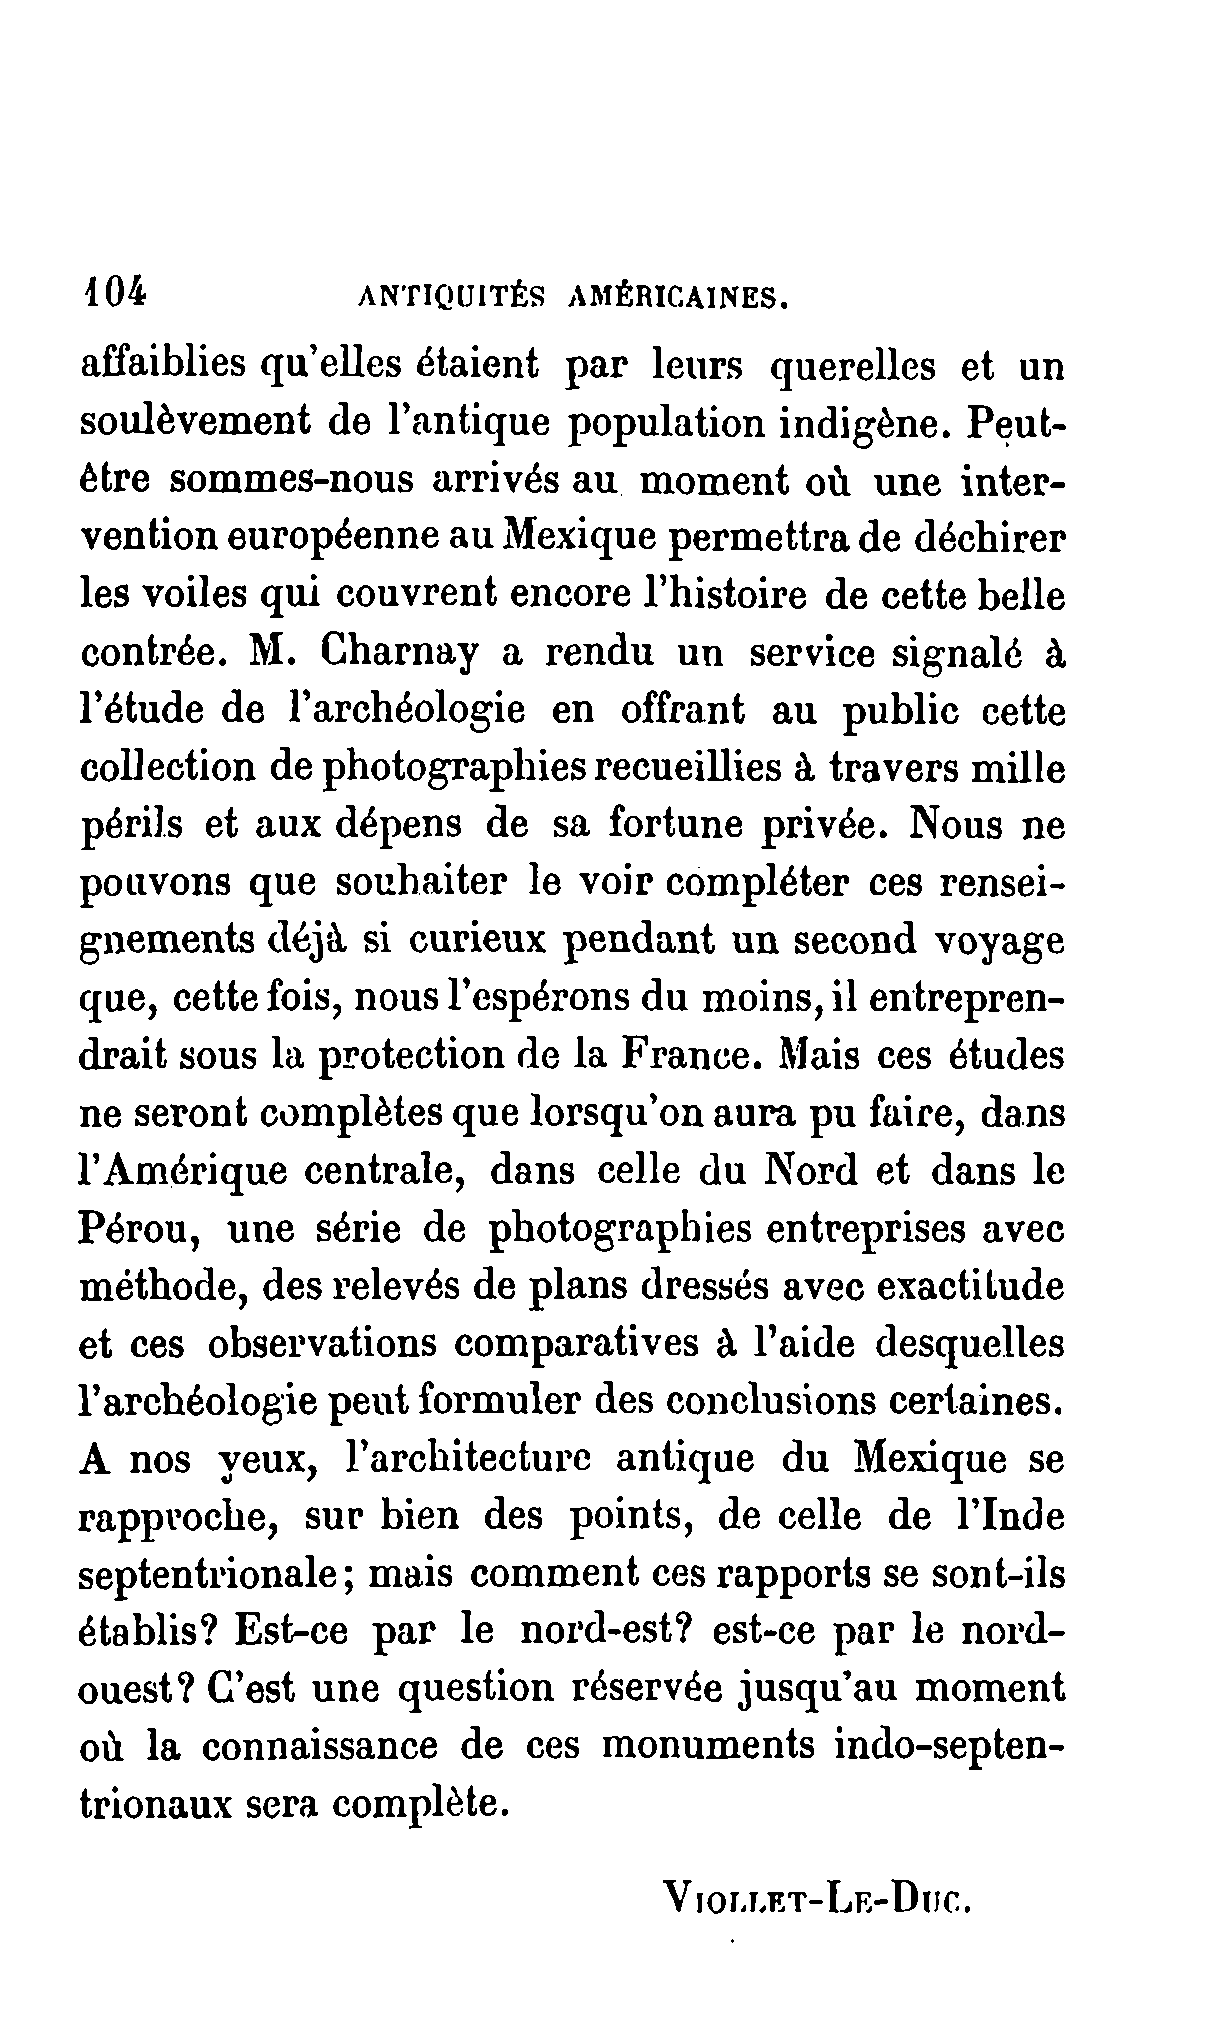 104 ANTIQUITÉS AMÉRICAINES.
affaiblies qu'elles étaient par leurs querelles et un
soulèvement de l'antique population indigène. Peut-
être sommes-nous arrivés au moment où une inter-
vention européenne au Mexique permettra de déchirer
les voiles qui couvrent encore l'histoire de cette belle
contrée. M. Charnay a rendu un service signalé à
l'étude de l'archéologie en offrant au public cette
collection de photographies recueillies à travers mille
périls et aux dépens de sa fortune privée. Nous ne
pouvons que souhaiter le voir compléter ces rensei-
gnements déjà si curieux pendant un second voyage
que, cette fois, nous l'espérons du moins, il entrepren-
drait sous la protection de la France. Mais ces études
ne seront complètes que lorsqu'on aura pu faire, dans
l'Amérique centrale, dans celle du Nord et dans le
Pérou, une série de photographies entreprises avec
méthode, des relevés de plans dressés avec exactitude
et ces observations comparatives à l'aide desquelles
l'archéologie peut formuler des conclusions certaines.
A nos yeux, l'architecture antique du Mexique se
rapproche, sur bien des points, de celle de l'Inde
septentrionale; mais comment ces rapports se sont-ils
établis? Est-ce par le nord-est? est-ce par le nord-
ouest? C'est une question réservée jusqu'au moment
où la connaissance de ces monuments indo-septen-
trionaux sera complète.
VIOLLET-LE-DUC.